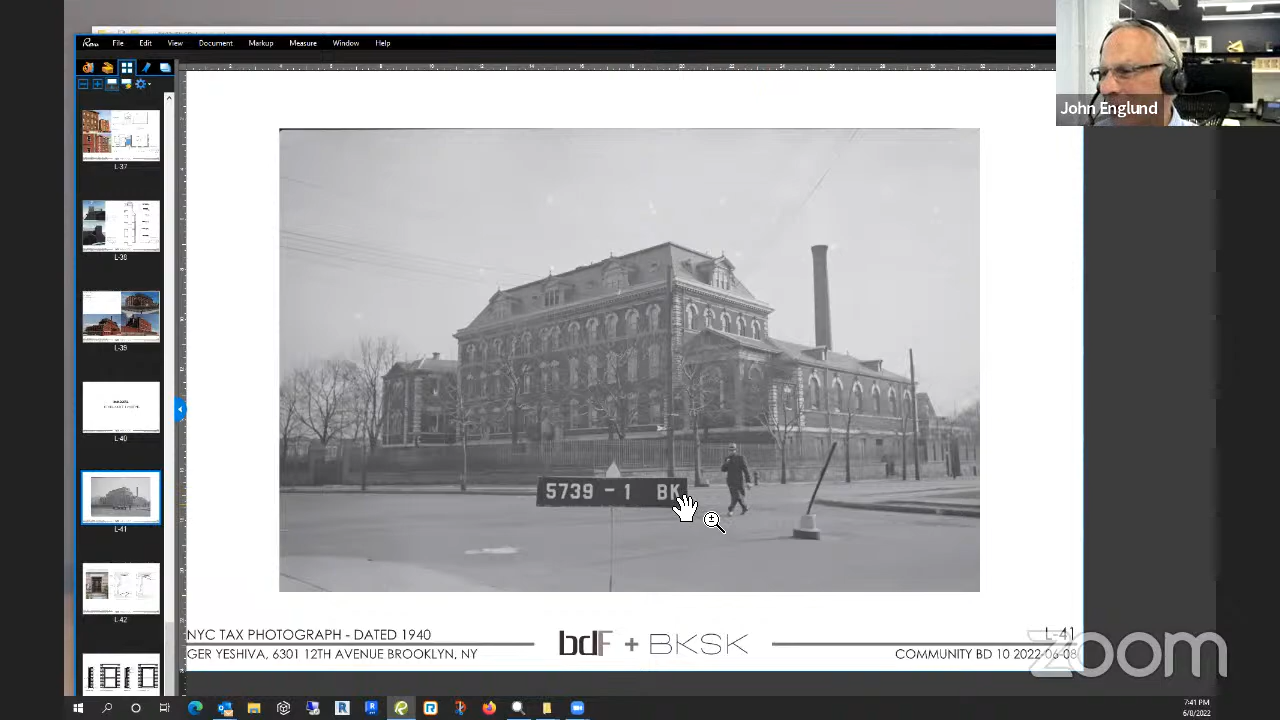 Revu File Edit View Document Markup Measure Window Help
John Englund
L-37
L-38
L-39
L-40
L-41
L-42
5739 - 1 BK
NYC TAX PHOTOGRAPH - DATED 1940
L-41
GER YESHIVA, 6301 12TH AVENUE BROOKLYN, NY
bdF + BKSK
COMMUNITY BD 10 2022-06-08
zoom
7:41 PM
6/8/2022